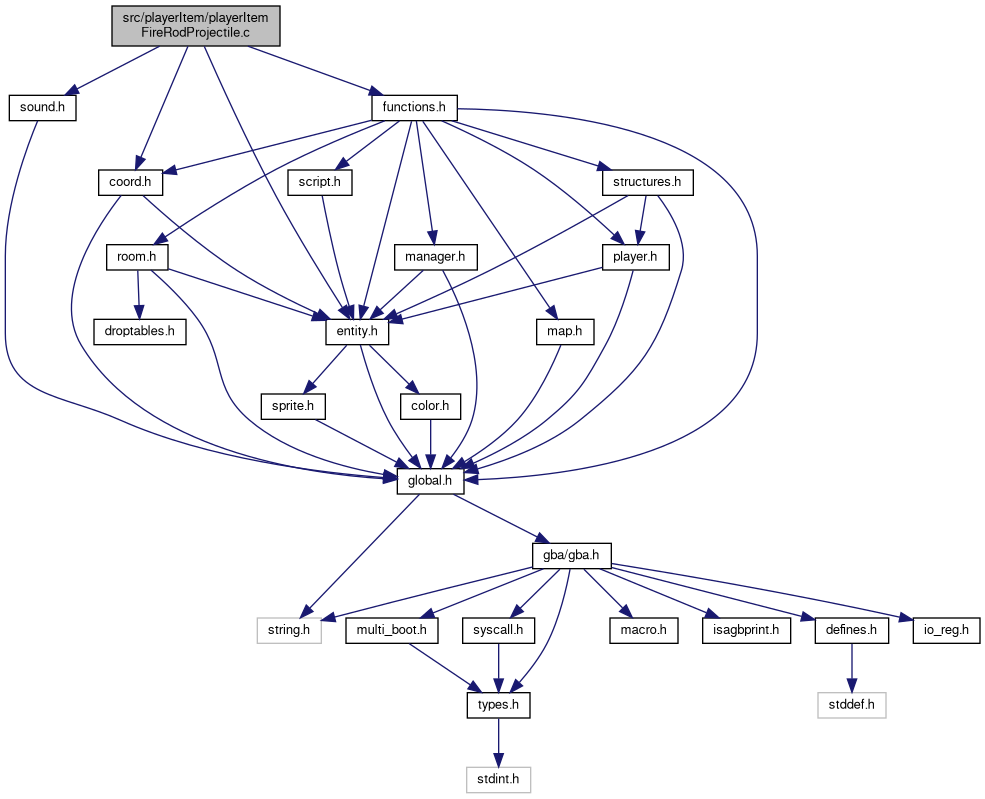 src/playerItem/playerItem
FireRodProjectile.c
sound.h
functions.h
coord.h
script.h
structures.h
room.h
manager.h
player.h
droptables.h
entity.h
map.h
sprite.h
color.h
global.h
gba/gba.h
string.h
multi_boot.h
syscall.h
macro.h
isagbprint.h
defines.h
io_reg.h
types.h
stddef.h
stdint.h